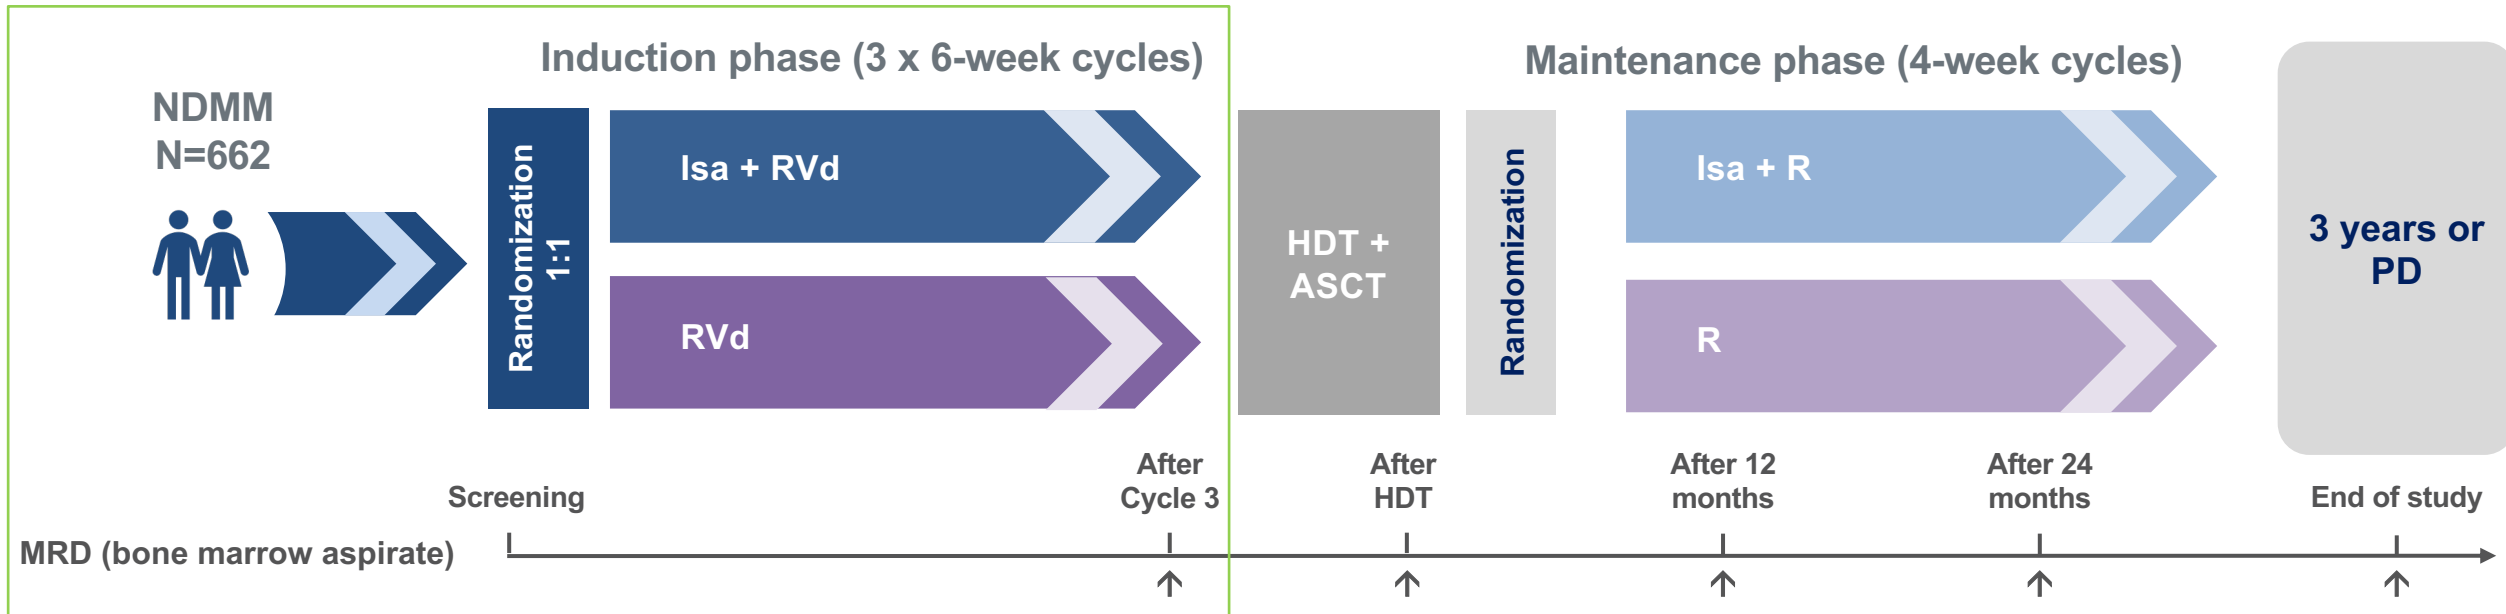 Induction phase (3 x 6-week cycles)
Maintenance phase (4-week cycles)
NDMM
N=662
Randomization
1:1
Isa + RVd
RVd
HDT +
ASCT
Randomization
Isa + R
R
3 years or
PD
Screening
After
Cycle 3
After
HDT
After 12
months
After 24
months
End of study
MRD (bone marrow aspirate)